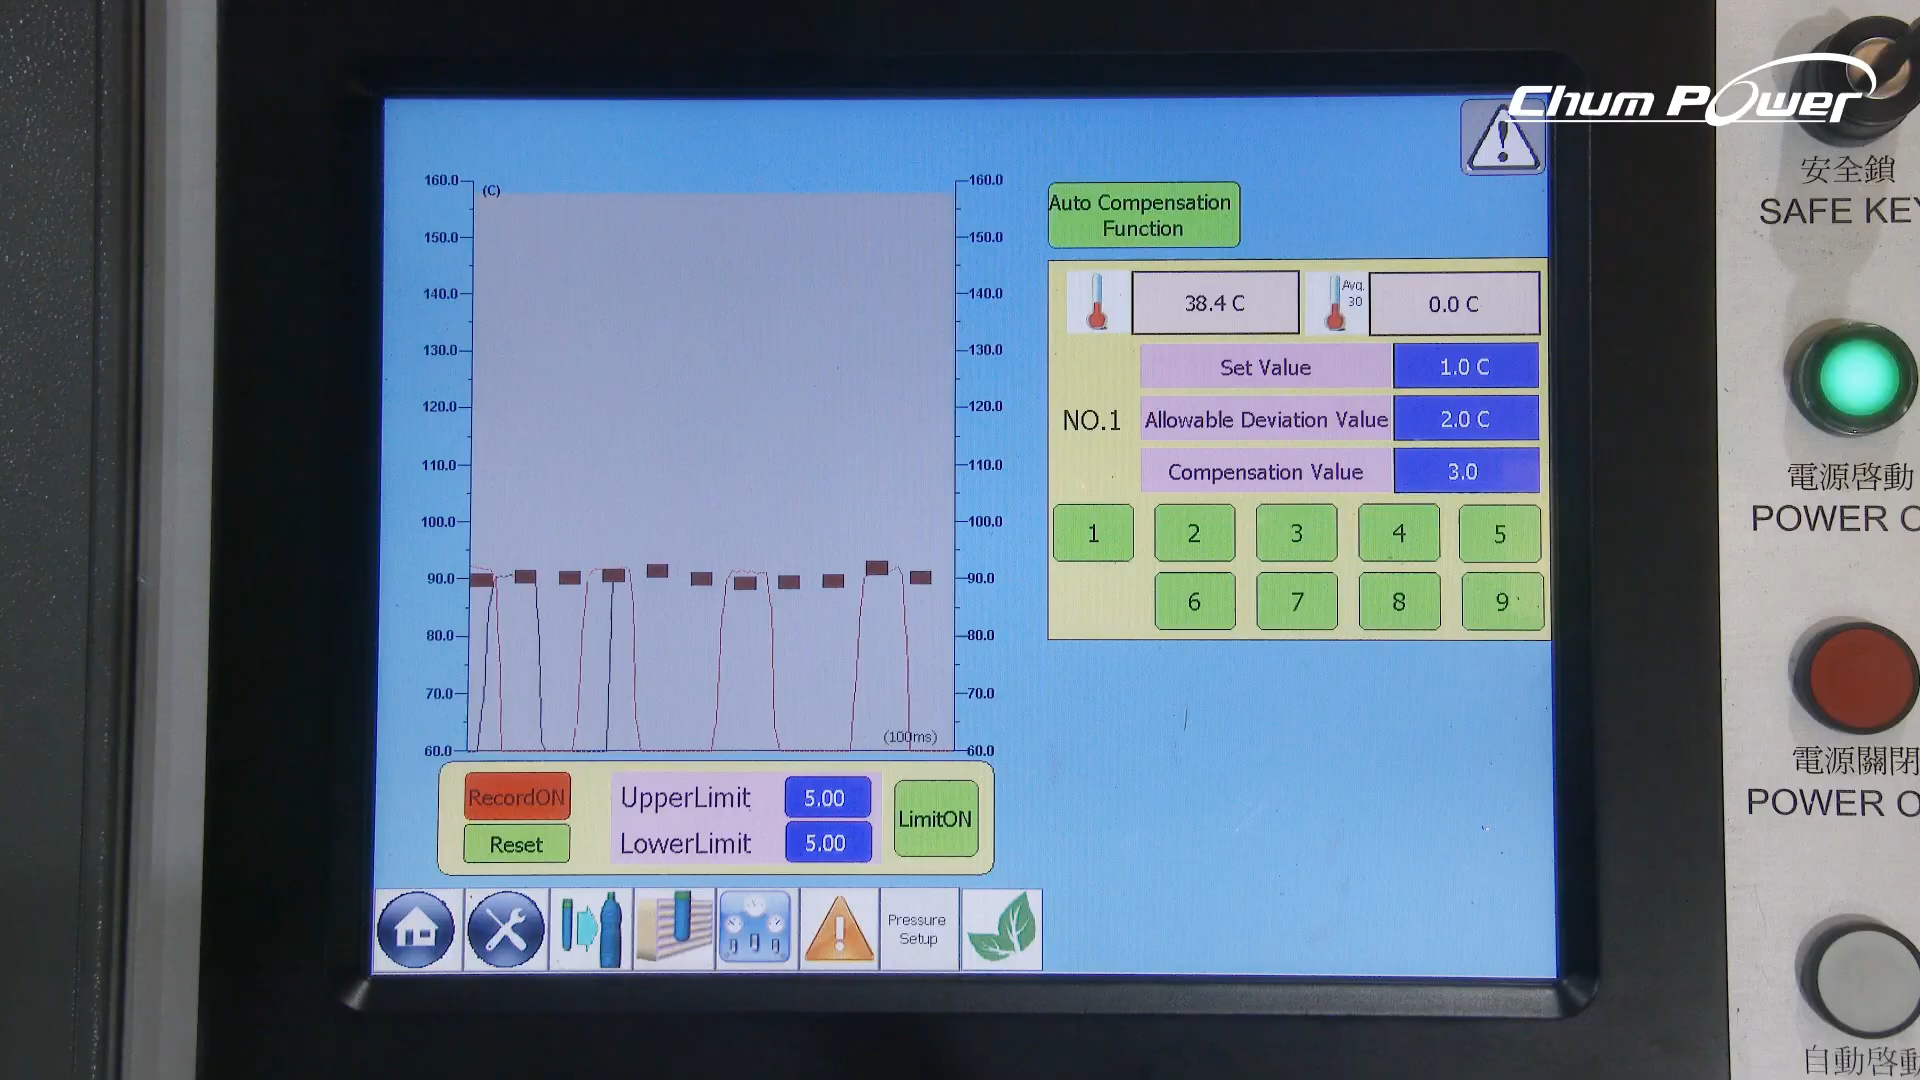 Chum Power
安全鎖
SAFE KEY
160.0
(C)
160.0
150.0
150.0
140.0
140.0
130.0
130.0
120.0
120.0
110.0
110.0
100.0
100.0
90.0
90.0
80.0
80.0
70.0
70.0
60.0
(100ms)
60.0
Auto Compensation
Function
38.4 C
Avg.
30
0.0 C
Set Value
1.0 C
NO.1
Allowable Deviation Value
2.0 C
Compensation Value
3.0
1
2
3
4
5
6
7
8
9
電源啓動
POWER O
電源關閉
POWER O
RecordON
UpperLimit
5.00
LimitON
Reset
LowerLimit
5.00
Pressure
Setup
自動啓動